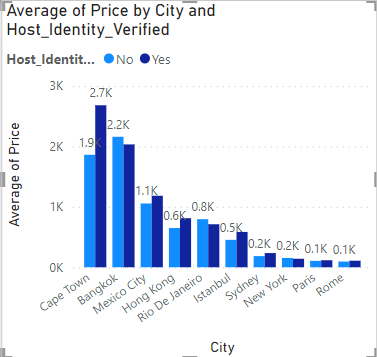 Average of Price by City and
Host_Identity_Verified
Host_Identit... No Yes
Average of Price
3K
2K
1K
0K
1.9K
2.7K
2.2K
1.1K
0.6K
0.8K
0.5K
0.2K
0.2K
0.1K
0.1K
Cape Town
Bangkok
Mexico City
Hong Kong
Rio De Janeiro
Istanbul
Sydney
New York
Paris
Rome
City